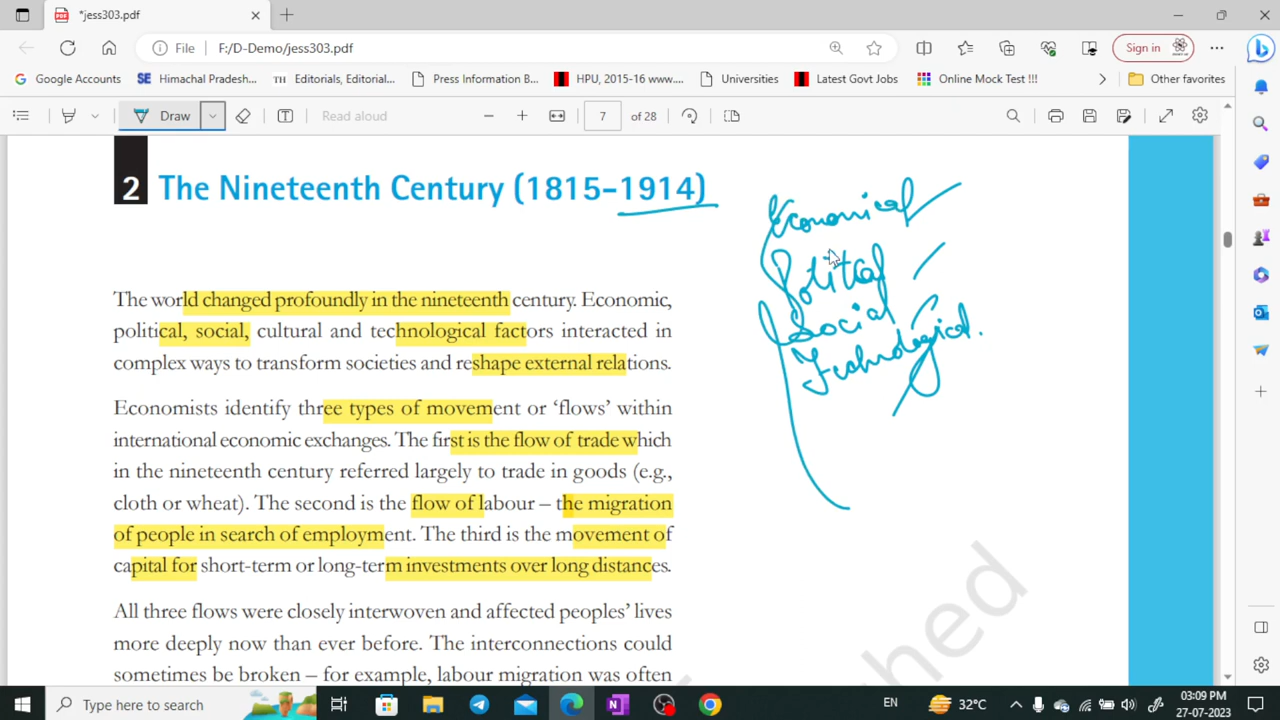 *jess303.pdf
File F:/D-Demo/jess303.pdf
Sign in
Google Accounts SE Himachal Pradesh... TH Editorials, Editorial... Press Information B... HPU, 2015-16 www.... Universities Latest Govt Jobs Online Mock Test !!! Other favorites
Draw Read aloud 7 of 28
2 The Nineteenth Century (1815–1914)
Economical
Political
Social
Technological.
The world changed profoundly in the nineteenth century. Economic,
political, social, cultural and technological factors interacted in
complex ways to transform societies and reshape external relations.
Economists identify three types of movement or ‘flows’ within
international economic exchanges. The first is the flow of trade which
in the nineteenth century referred largely to trade in goods (e.g.,
cloth or wheat). The second is the flow of labour – the migration
of people in search of employment. The third is the movement of
capital for short-term or long-term investments over long distances.
All three flows were closely interwoven and affected peoples’ lives
more deeply now than ever before. The interconnections could
sometimes be broken – for example, labour migration was often
shed
Type here to search
EN 32°C 03:09 PM
27-07-2023